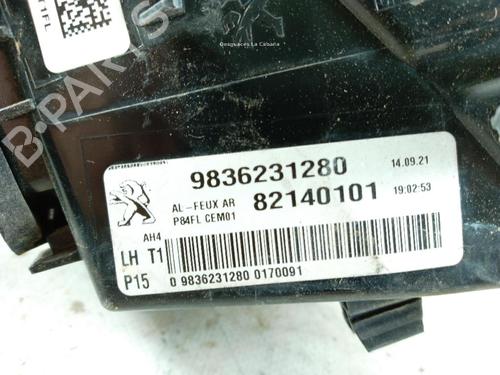 T1FL
Desguaces La Cabaña
B-PARTS
9836231280
14.09.21
AL-FEUX AR
82140101
19:02:53
P84FL CEM01
AH4
LH T1
P15
0 9836231280 0170091